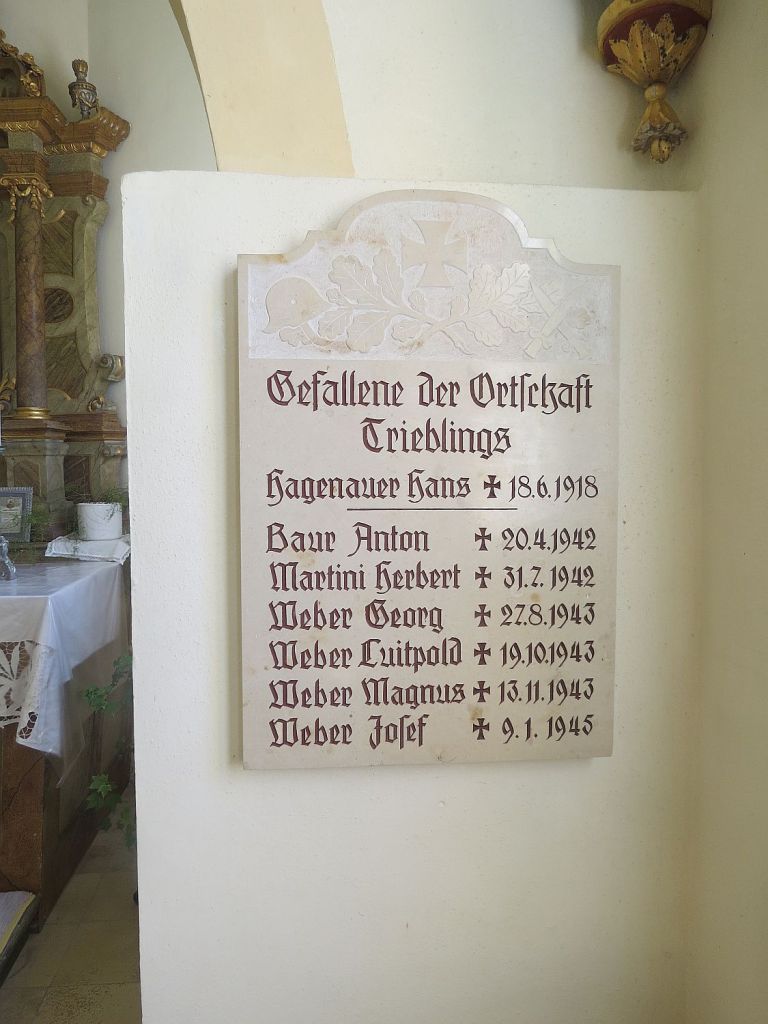 Gefallene der Ortschaft
Trieblings
Hagenauer Hans ✠ 18.6.1918
Baur Anton ✠ 20.4.1942
Martini Herbert ✠ 31.7.1942
Weber Georg ✠ 27.8.1943
Weber Luitpold ✠ 19.10.1943
Weber Magnus ✠ 13.11.1943
Weber Josef ✠ 9.1.1945